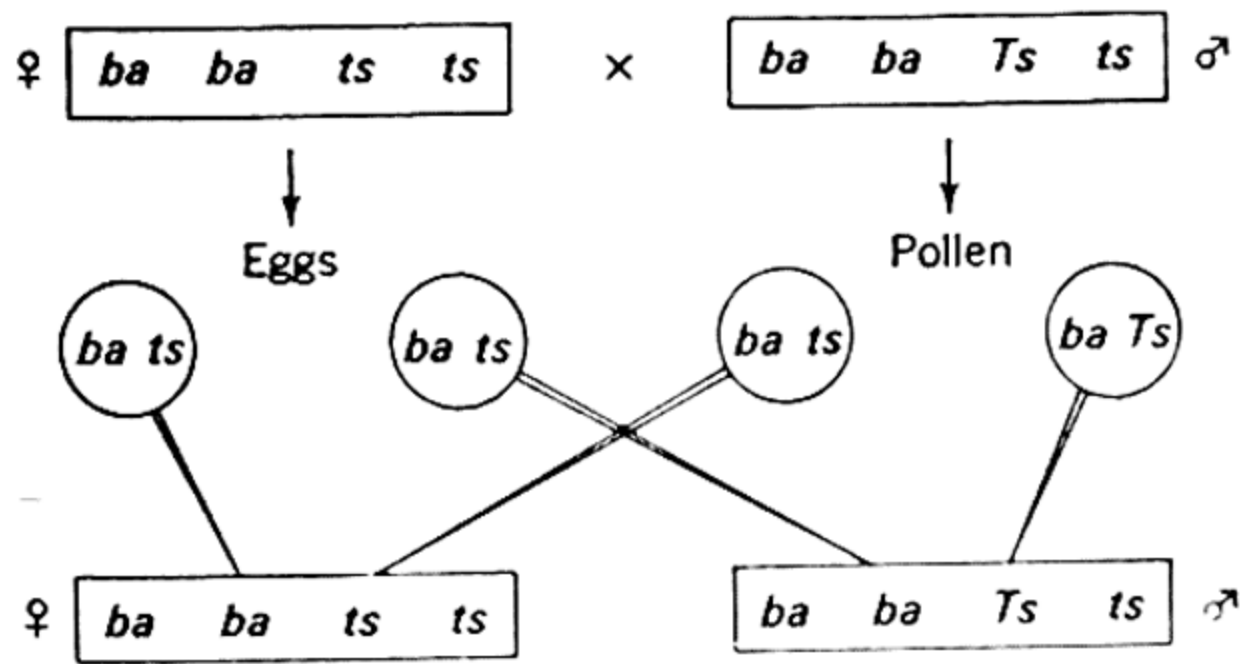 ♀ ba ba ts ts × ba ba Ts ts ♂
Eggs Pollen
ba ts ba ts ba ts ba Ts
♀ ba ba ts ts ba ba Ts ts ♂